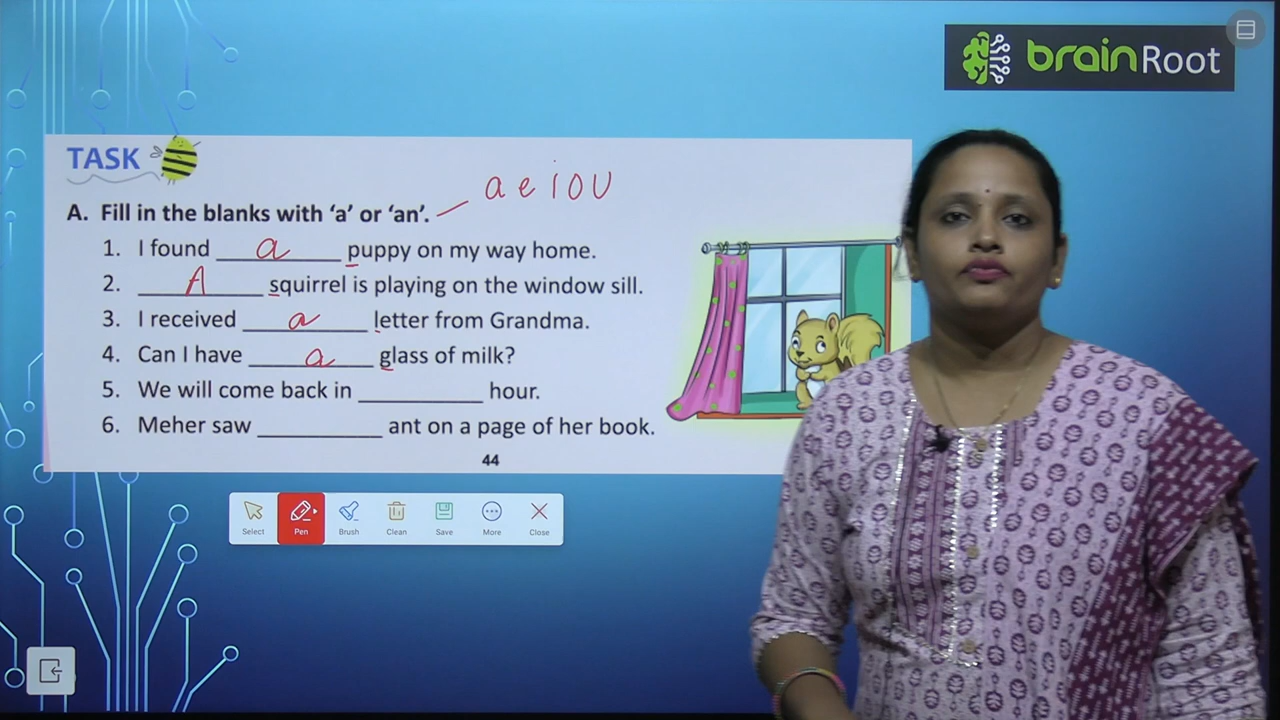 brainRoot
TASK
a e i o u
A. Fill in the blanks with ‘a’ or ‘an’.
1. I found a puppy on my way home.
2. A squirrel is playing on the window sill.
3. I received a letter from Grandma.
4. Can I have a glass of milk?
5. We will come back in __________ hour.
6. Meher saw __________ ant on a page of her book.
44
Select Pen Brush Clean Save More Close